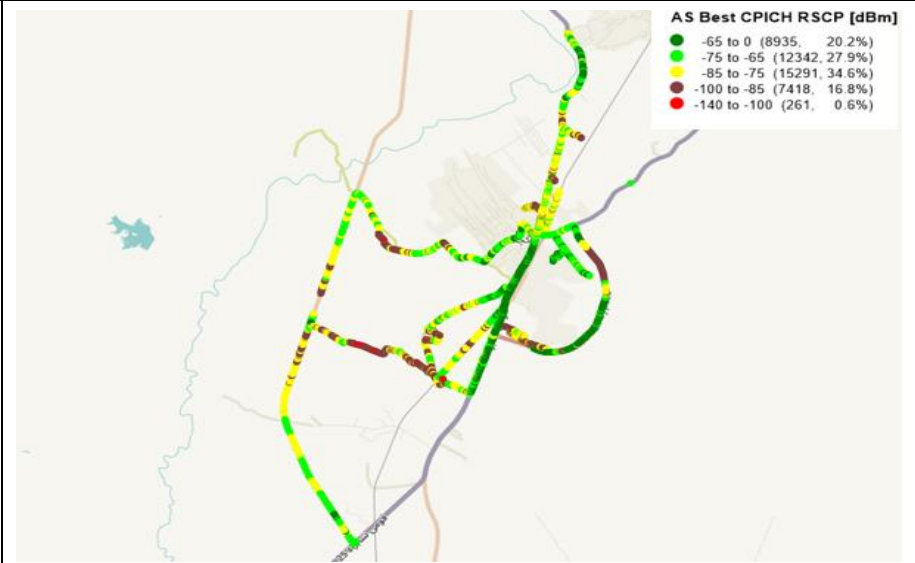 AS Best CPICH RSCP [dBm]
-65 to 0 (8935, 20.2%)
-75 to -65 (12342, 27.9%)
-85 to -75 (15291, 34.6%)
-100 to -85 (7418, 16.8%)
-140 to -100 (261, 0.6%)